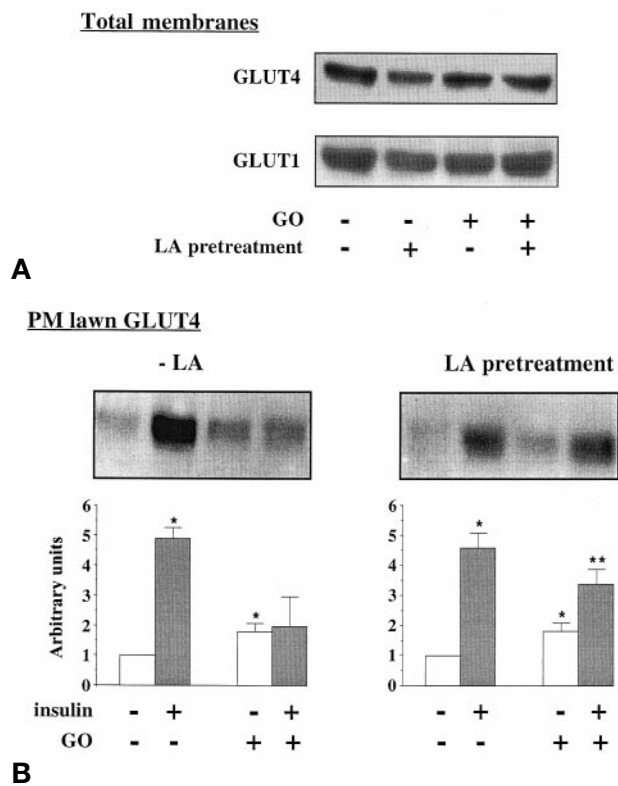 Total membranes
GLUT4
GLUT1
GO - - + +
LA pretreatment - + - +
A
PM lawn GLUT4
- LA
LA pretreatment
6
5
4
3
2
1
0
Arbitrary units
*
*
6
5
4
3
2
1
0
*
*
**
insulin - + - + - + - +
GO - - + + - - + +
B